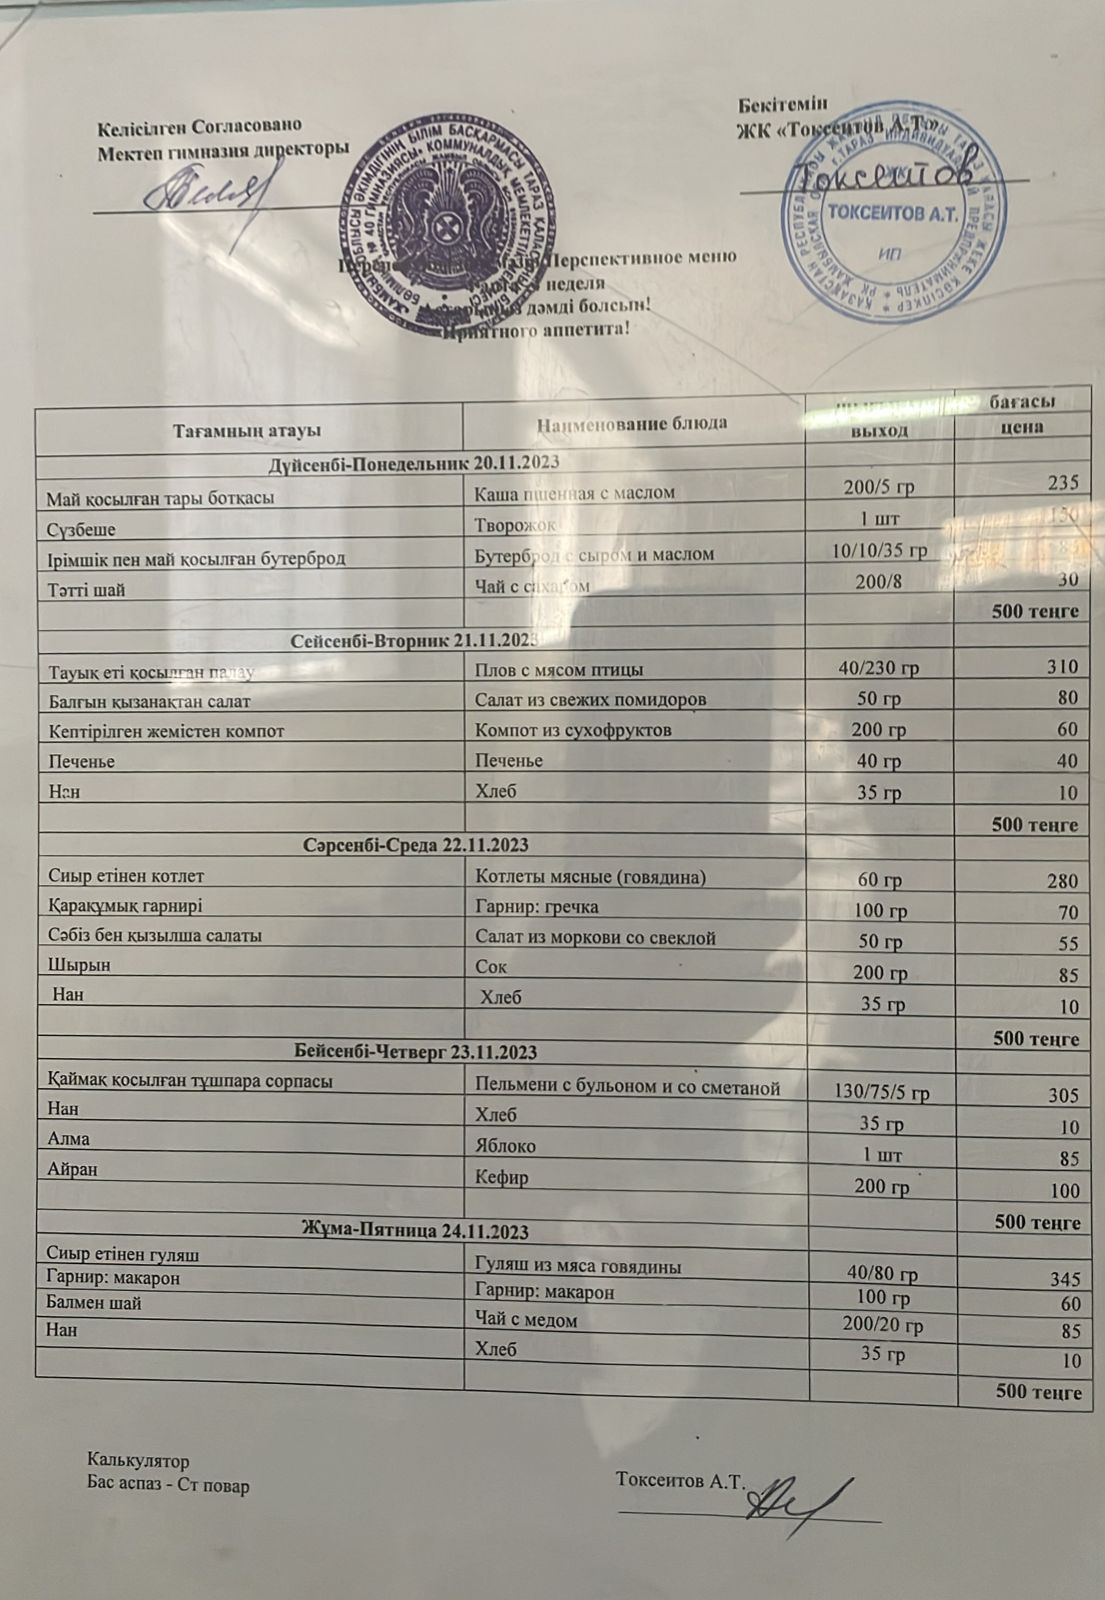 Келісілген Согласовано
Мектеп гимназия директоры
Бекітемін
ЖК «Токсеитов А.Т.»
Токсеитов
ТОКСЕИТОВ А.Т.
ИП
Перспективное меню
неделя
дәмді болсын!
Приятного аппетита!
Тағамның атауы Наименование блюда выход бағасы цена
Дүйсенбі-Понедельник 20.11.2023
Май қосылған тары ботқасы Каша пшенная с маслом 200/5 гр 235
Сүзбеше Творожок 1 шт 150
Ірімшік пен май қосылған бутерброд Бутерброд с сыром и маслом 10/10/35 гр
Тәтті шай Чай с сахаром 200/8 30
500 теңге
Сейсенбі-Вторник 21.11.2023
Тауық еті қосылған палау Плов с мясом птицы 40/230 гр 310
Балғын қызанақтан салат Салат из свежих помидоров 50 гр 80
Кептірілген жемістен компот Компот из сухофруктов 200 гр 60
Печенье Печенье 40 гр 40
Нан Хлеб 35 гр 10
500 теңге
Сәрсенбі-Среда 22.11.2023
Сиыр етінен котлет Котлеты мясные (говядина) 60 гр 280
Қарақұмық гарнирі Гарнир: гречка 100 гр 70
Сәбіз бен қызылша салаты Салат из моркови со свеклой 50 гр 55
Шырын Сок 200 гр 85
Нан Хлеб 35 гр 10
500 теңге
Бейсенбі-Четверг 23.11.2023
Қаймақ қосылған тұшпара сорпасы Пельмени с бульоном и со сметаной 130/75/5 гр 305
Нан Хлеб 35 гр 10
Алма Яблоко 1 шт 85
Айран Кефир 200 гр 100
500 теңге
Жұма-Пятница 24.11.2023
Сиыр етінен гуляш Гуляш из мяса говядины 40/80 гр 345
Гарнир: макарон Гарнир: макарон 100 гр 60
Балмен шай Чай с медом 200/20 гр 85
Нан Хлеб 35 гр 10
500 теңге
Калькулятор
Бас аспаз - Ст повар
Токсеитов А.Т.